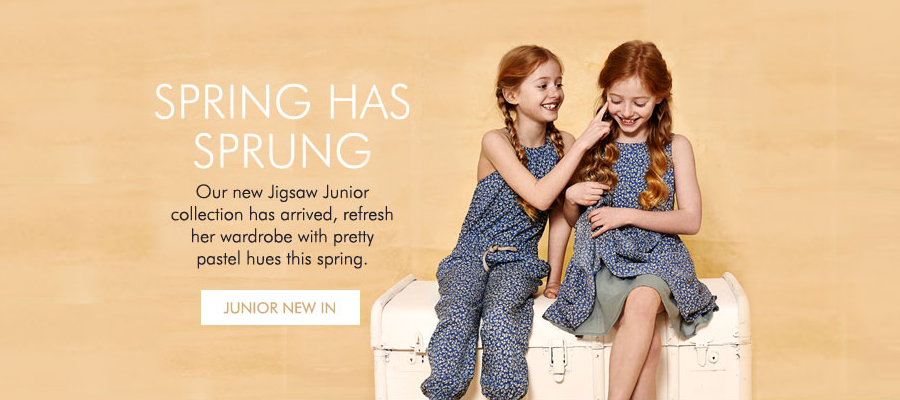 SPRING HAS
SPRUNG
Our new Jigsaw Junior
collection has arrived, refresh
her wardrobe with pretty
pastel hues this spring.
JUNIOR NEW IN